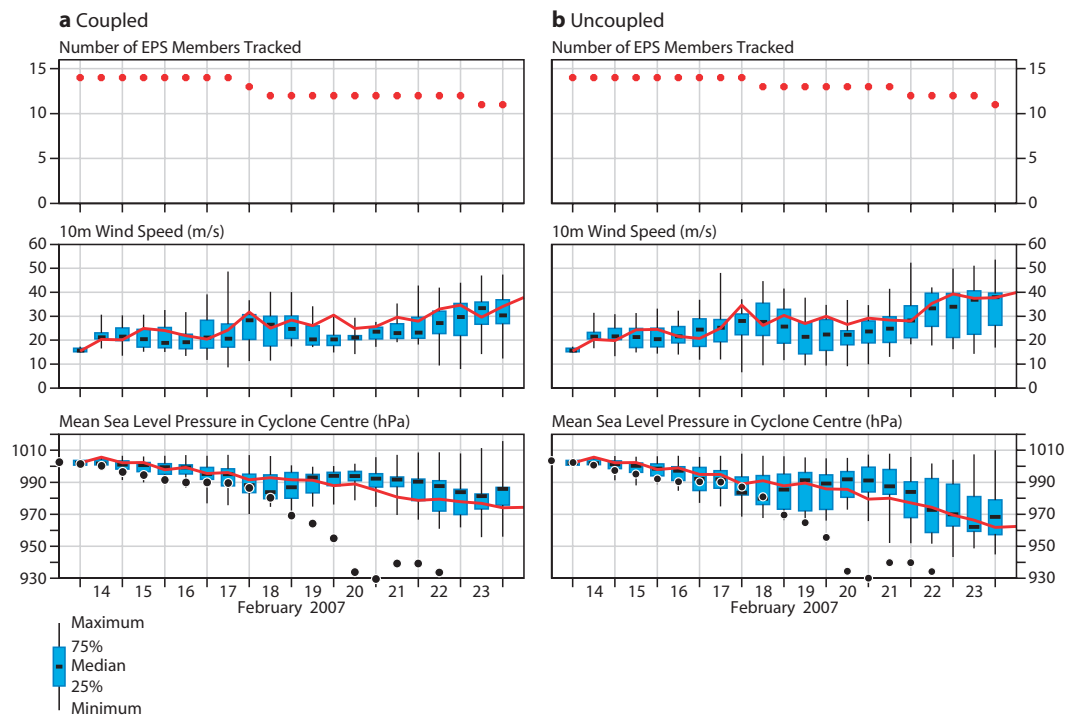 a Coupled
Number of EPS Members Tracked
15
10
5
0
10m Wind Speed (m/s)
60
50
40
30
20
10
0
Mean Sea Level Pressure in Cyclone Centre (hPa)
1010
990
970
950
930
14 15 16 17 18 19 20 21 22 23
February 2007
b Uncoupled
Number of EPS Members Tracked
15
10
5
0
10m Wind Speed (m/s)
60
50
40
30
20
10
0
Mean Sea Level Pressure in Cyclone Centre (hPa)
1010
990
970
950
930
14 15 16 17 18 19 20 21 22 23
February 2007
Maximum
75%
Median
25%
Minimum